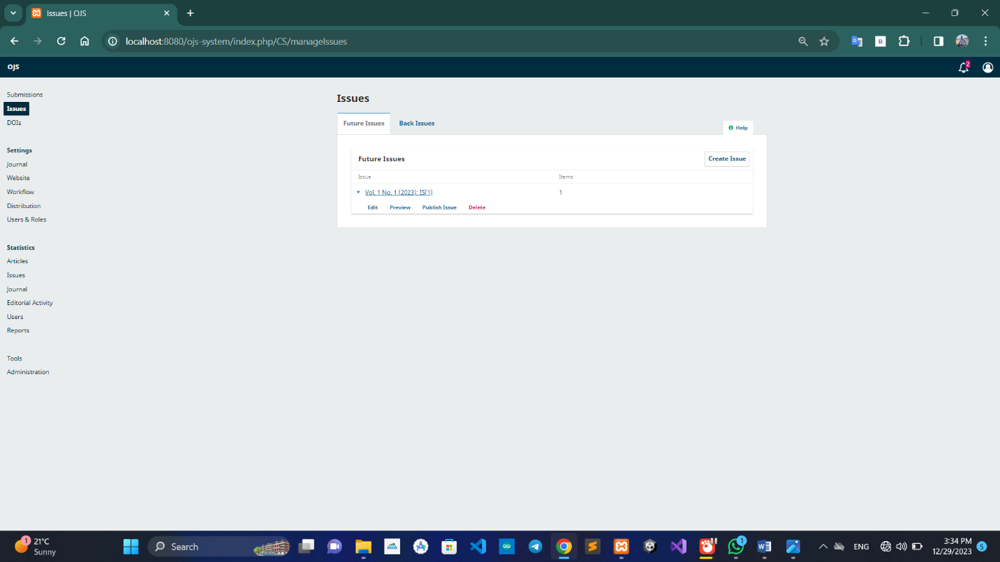 Issues | OJS
localhost:8080/ojs-system/index.php/CS/manageIssues
B
OJS
2
Submissions
Issues
DOIs
Settings
Journal
Website
Workflow
Distribution
Users & Roles
Statistics
Articles
Issues
Journal
Editorial Activity
Users
Reports
Tools
Administration
Issues
Future Issues
Back Issues
Help
Future Issues
Create Issue
Issue Items
Vol. 1 No. 1 (2023): IS(1) 1
Edit Preview Publish Issue Delete
1
21°C
Sunny
Search
1
ENG
3:34 PM
12/29/2023
5